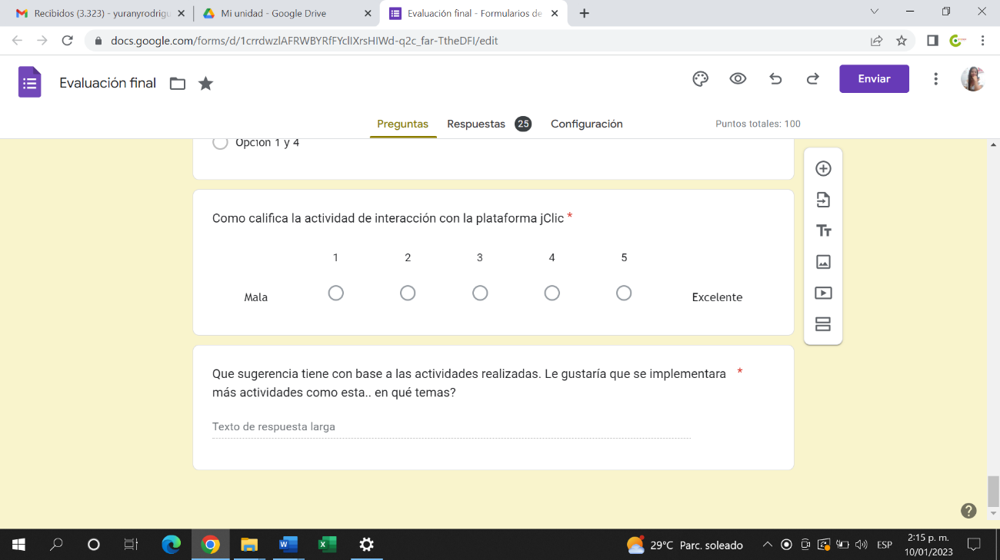 Recibidos (3.323) - yuranyrodrigu
Mi unidad - Google Drive
Evaluación final - Formularios de
docs.google.com/forms/d/1crrdwzlAFRWBYRfFYclIXrsHIWd-q2c_far-TtheDFI/edit
Evaluación final
Enviar
Preguntas
Respuestas 25
Configuración
Puntos totales: 100
Opción 1 y 4
Como califica la actividad de interacción con la plataforma jClic *
1 2 3 4 5
Mala
Excelente
Que sugerencia tiene con base a las actividades realizadas. Le gustaría que se implementara *
más actividades como esta.. en qué temas?
Texto de respuesta larga
29°C Parc. soleado
ESP
2:15 p. m.
10/01/2023